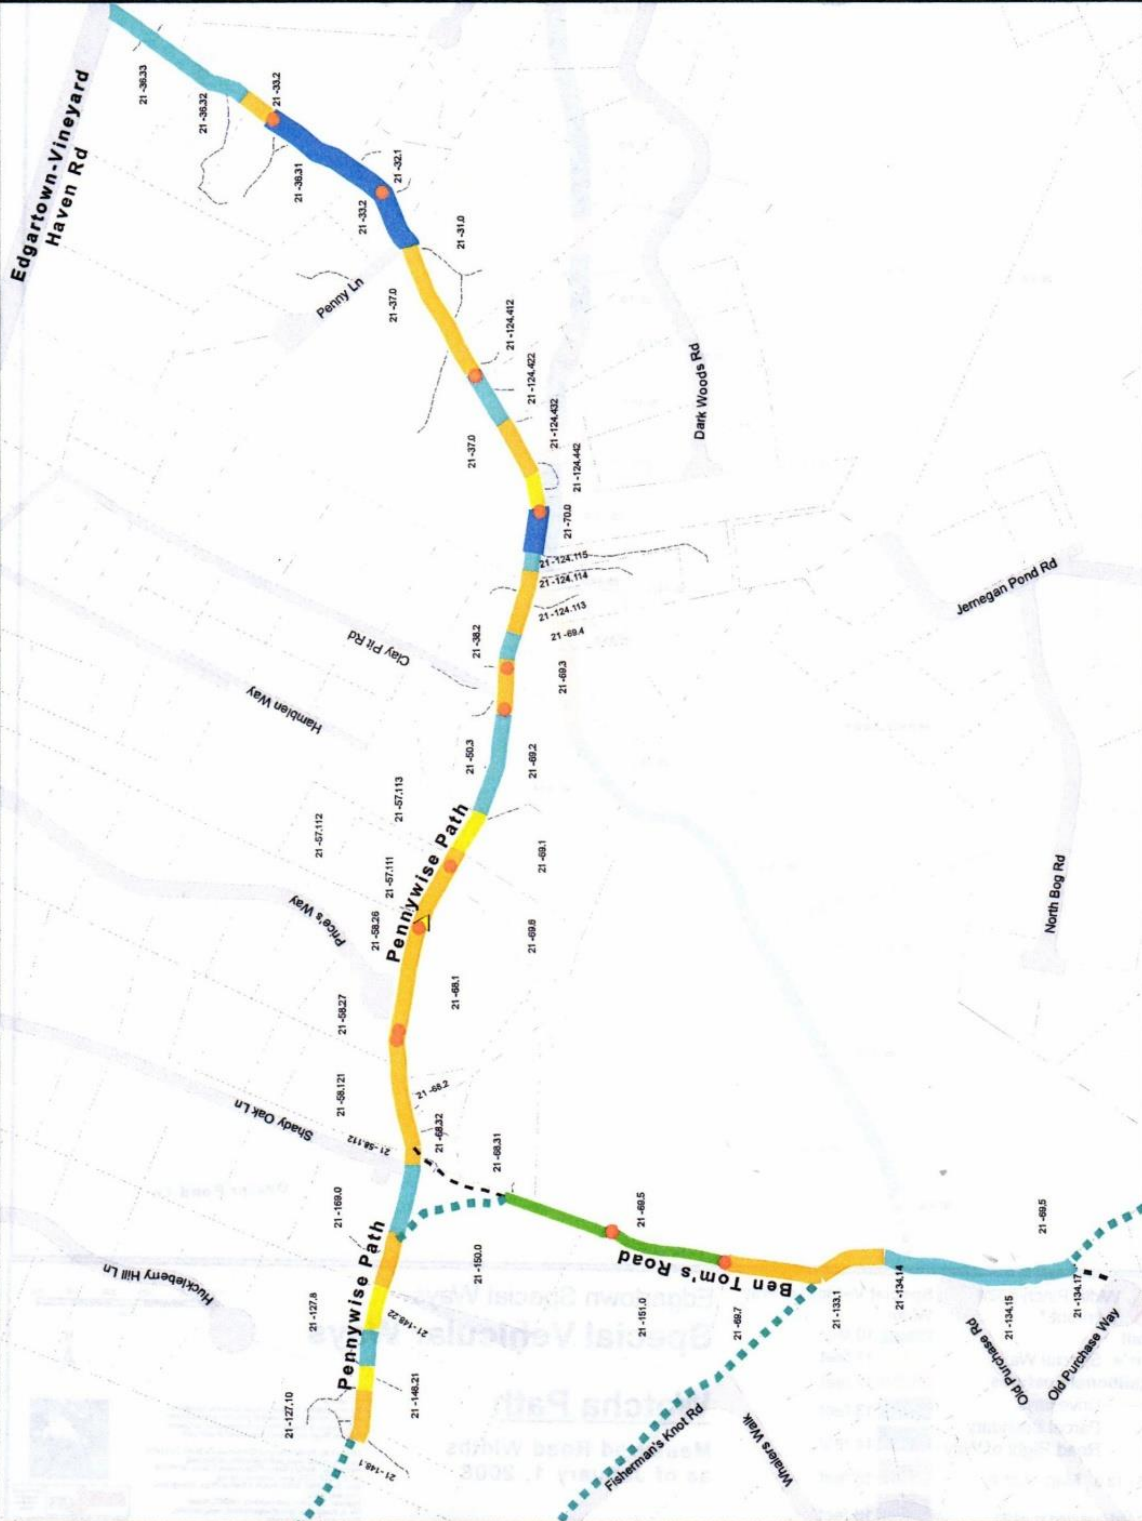 Edgartown-Vineyard
Haven Rd
21 -36.33
21 -36.32
21 -33.2
21 -36.31
21 -32.1
21 -33.2
21 -31.0
Penny Ln
21 -37.0
21 -124.412
21 -124.422
Dark Woods Rd
21 -124.432
21 -37.0
21 -124.442
21 -70.0
21 -124.115
21 -124.114
21 -124.113
21 -69.4
Jernegan Pond Rd
Clay Pit Rd
21 -38.2
21 -69.3
Hamblen Way
21 -50.3
21 -69.2
21 -57.113
21 -57.112
Pennywise Path
21 -69.1
21 -57.111
Price's Way
21 -58.26
21 -69.6
North Bog Rd
21 -58.27
21 -68.1
21 -58.121
21 -68.2
Shady Oak Ln
21 -58.112
21 -68.32
21 -68.31
21 -169.0
21 -69.5
21 -69.5
Pennywise Path
21 -150.0
Ben Tom's Road
Huckleberry Hill Ln
21 -127.8
21 -148.22
21 -151.0
21 -69.7
21 -133.1
21 -134.14
21 -134.15
21 -134.17
Old Purchase Rd
Old Purchase Way
21 -127.10
21 -148.21
21 -148.1
Fisherman's Knot Rd
Whalers Walk
Edgartown Special Ways
Special Vehicular Ways
Path
Road Widths
as of January 1, 2008